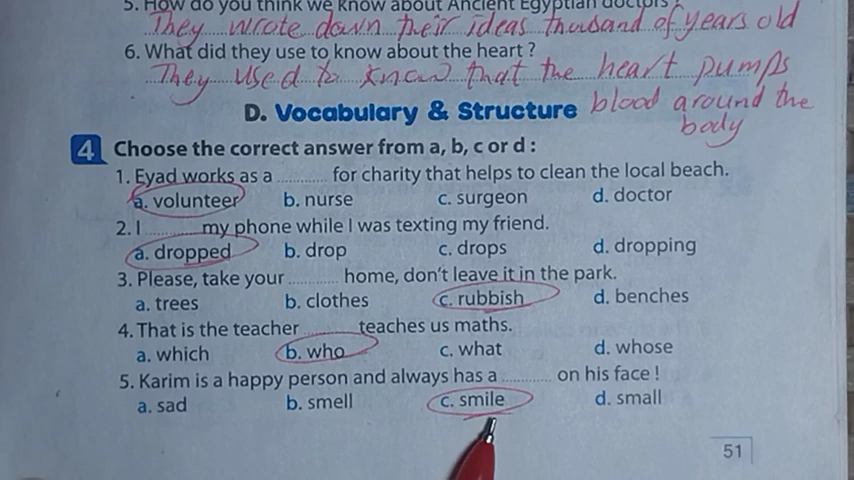 5. How do you think we know about Ancient Egyptian doctors?
They wrote down their ideas thousand of years old
6. What did they use to know about the heart ?
They used to know that the heart pumps
blood around the
body
D. Vocabulary & Structure
4 Choose the correct answer from a, b, c or d :
1. Eyad works as a ............ for charity that helps to clean the local beach.
a. volunteer b. nurse c. surgeon d. doctor
2. I ............ my phone while I was texting my friend.
a. dropped b. drop c. drops d. dropping
3. Please, take your ............ home, don't leave it in the park.
a. trees b. clothes c. rubbish d. benches
4. That is the teacher ............ teaches us maths.
a. which b. who c. what d. whose
5. Karim is a happy person and always has a ............ on his face !
a. sad b. smell c. smile d. small
51